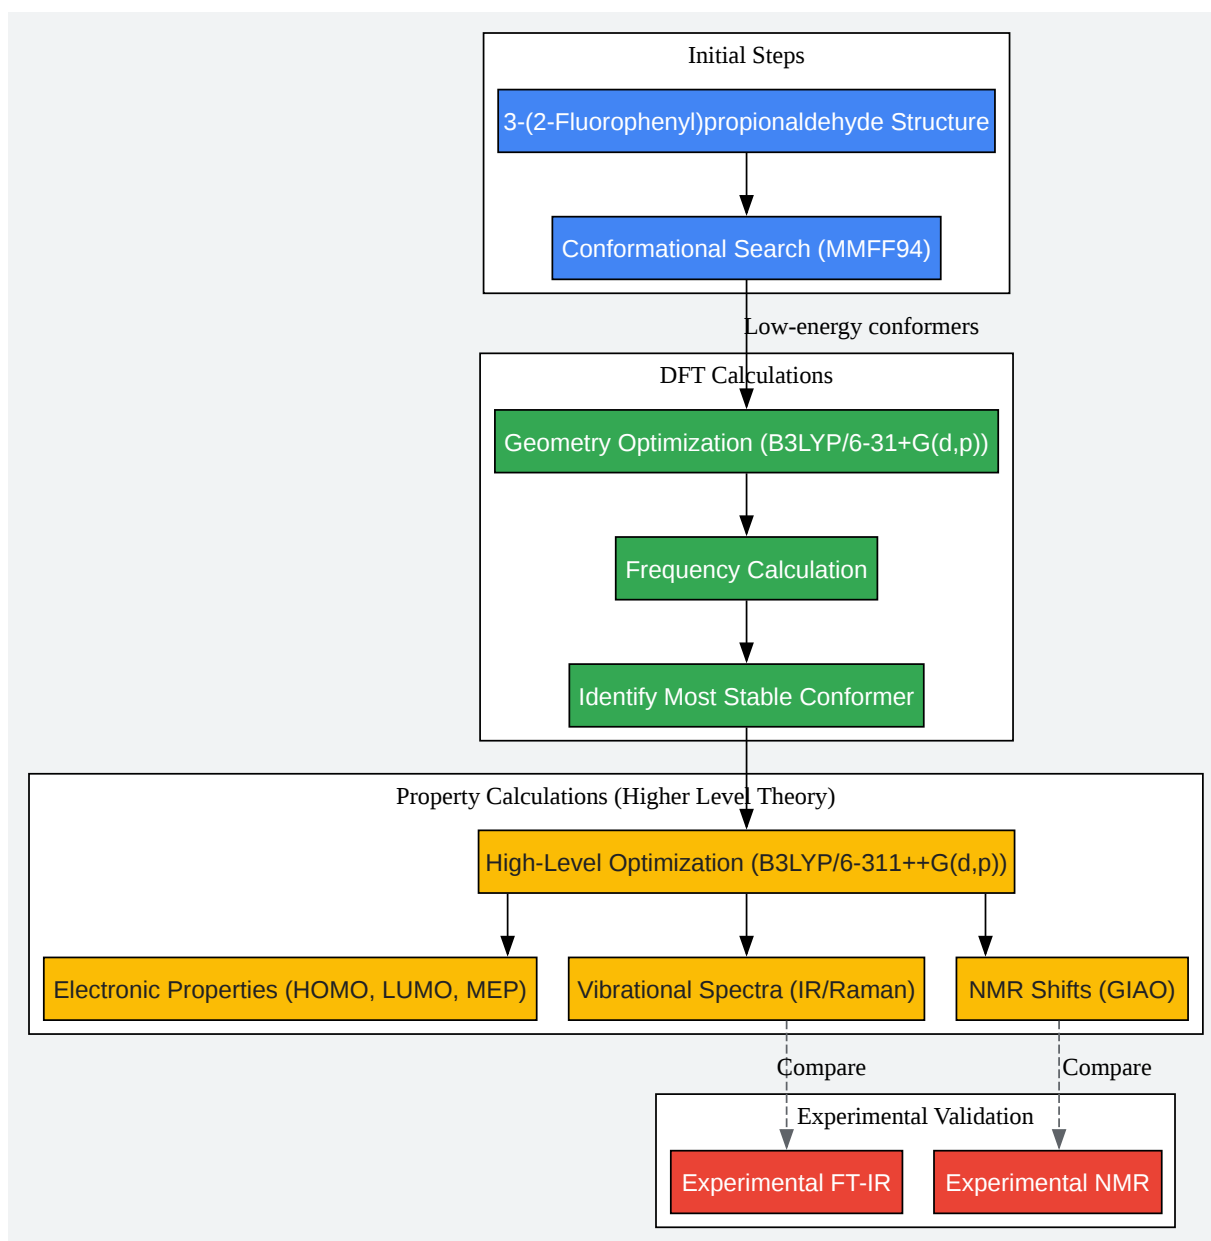 Initial Steps
3-(2-Fluorophenyl)propionaldehyde Structure
Conformational Search (MMFF94)
Low-energy conformers
DFT Calculations
Geometry Optimization (B3LYP/6-31+G(d,p))
Frequency Calculation
Identify Most Stable Conformer
Property Calculations (Higher Level Theory)
High-Level Optimization (B3LYP/6-311++G(d,p))
Electronic Properties (HOMO, LUMO, MEP)
Vibrational Spectra (IR/Raman)
NMR Shifts (GIAO)
Compare
Compare
Experimental Validation
Experimental FT-IR
Experimental NMR